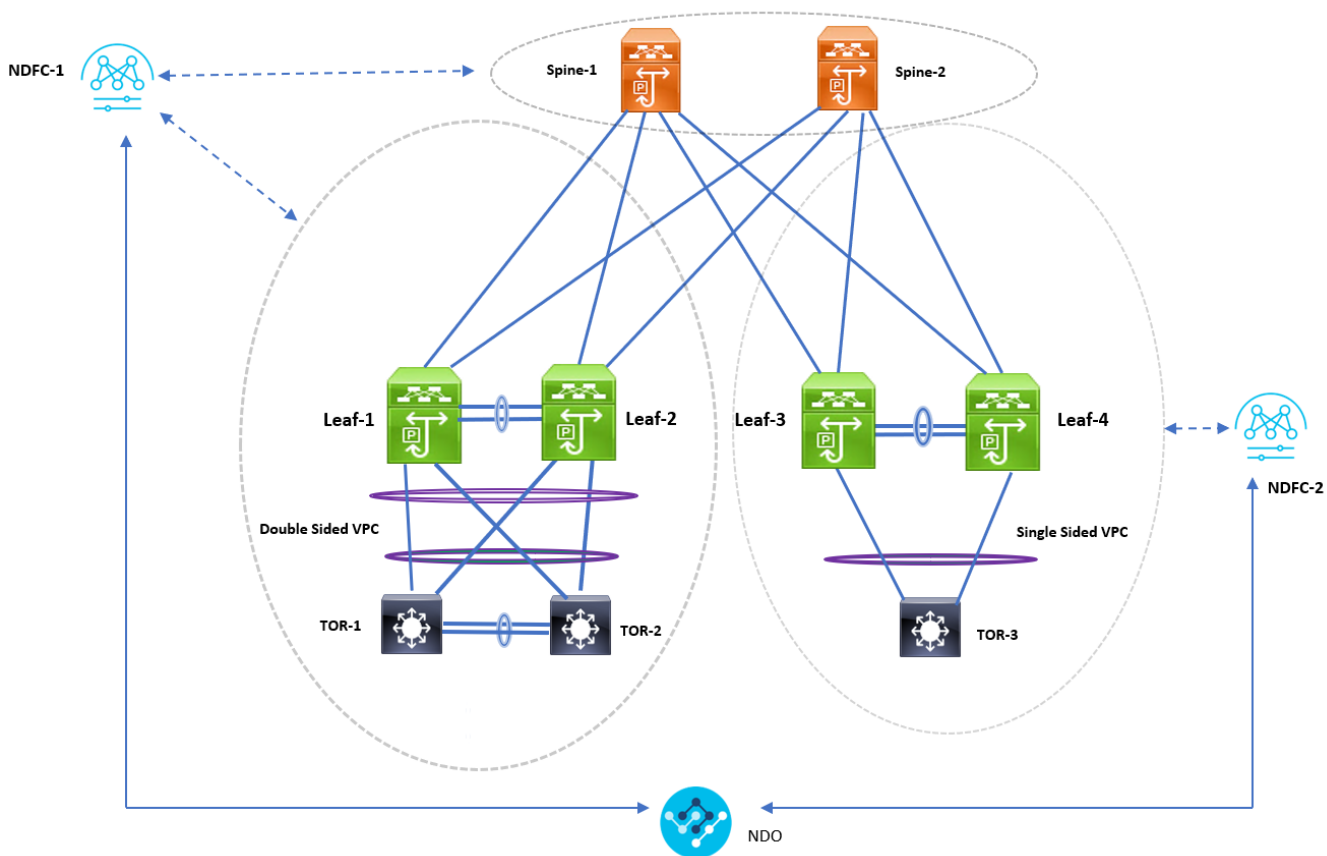 NDFC-1
Spine-1
Spine-2
P
P
Leaf-1
Leaf-2
Leaf-3
Leaf-4
P
P
P
P
NDFC-2
Double Sided VPC
Single Sided VPC
TOR-1
TOR-2
TOR-3
NDO